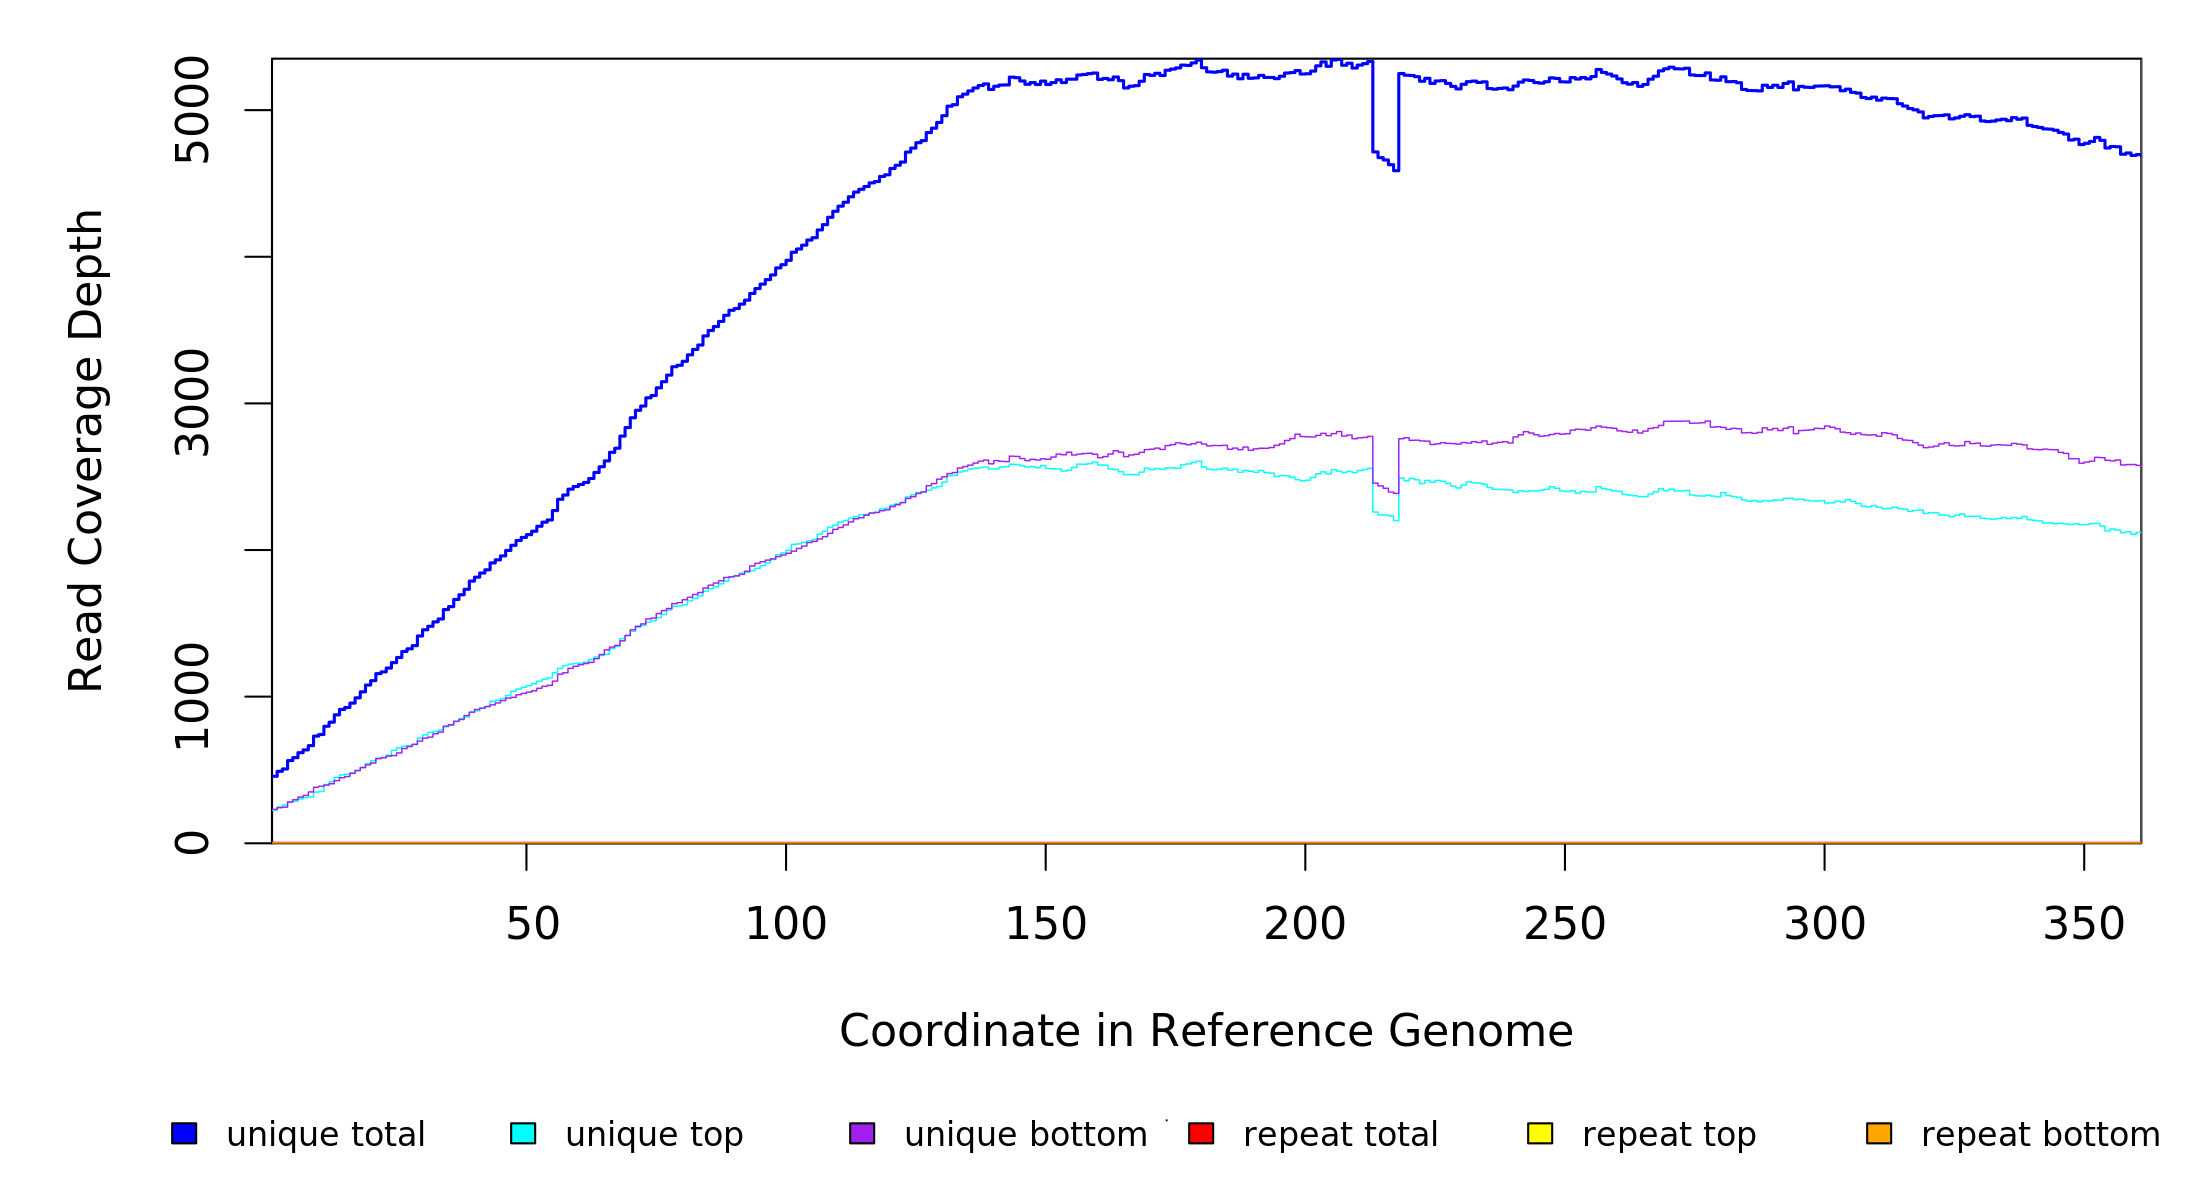 Read Coverage Depth
5000
3000
1000
0
50 100 150 200 250 300 350
Coordinate in Reference Genome
unique total unique top unique bottom repeat total repeat top repeat bottom